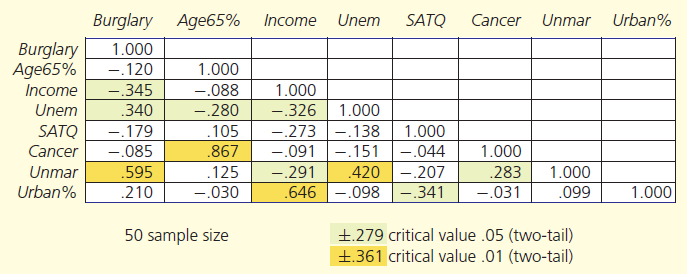 Burglary Age65% Income Unem SATQ Cancer Unmar Urban%
Burglary 1.000
Age65% −.120 1.000
Income −.345 −.088 1.000
Unem .340 −.280 −.326 1.000
SATQ −.179 .105 −.273 −.138 1.000
Cancer −.085 .867 −.091 −.151 −.044 1.000
Unmar .595 .125 −.291 .420 −.207 .283 1.000
Urban% .210 −.030 .646 −.098 −.341 −.031 .099 1.000
50 sample size ±.279 critical value .05 (two-tail)
±.361 critical value .01 (two-tail)